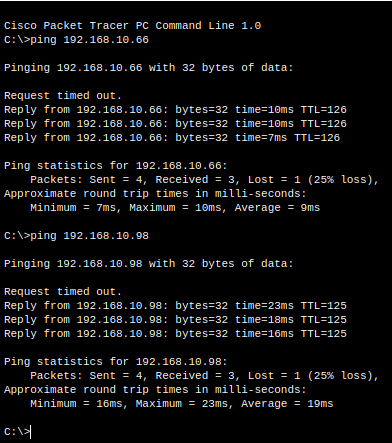 Cisco Packet Tracer PC Command Line 1.0
C:\>ping 192.168.10.66
Pinging 192.168.10.66 with 32 bytes of data:
Request timed out.
Reply from 192.168.10.66: bytes=32 time=10ms TTL=126
Reply from 192.168.10.66: bytes=32 time=10ms TTL=126
Reply from 192.168.10.66: bytes=32 time=7ms TTL=126
Ping statistics for 192.168.10.66:
Packets: Sent = 4, Received = 3, Lost = 1 (25% loss),
Approximate round trip times in milli-seconds:
Minimum = 7ms, Maximum = 10ms, Average = 9ms
C:\>ping 192.168.10.98
Pinging 192.168.10.98 with 32 bytes of data:
Request timed out.
Reply from 192.168.10.98: bytes=32 time=23ms TTL=125
Reply from 192.168.10.98: bytes=32 time=18ms TTL=125
Reply from 192.168.10.98: bytes=32 time=16ms TTL=125
Ping statistics for 192.168.10.98:
Packets: Sent = 4, Received = 3, Lost = 1 (25% loss),
Approximate round trip times in milli-seconds:
Minimum = 16ms, Maximum = 23ms, Average = 19ms
C:\>